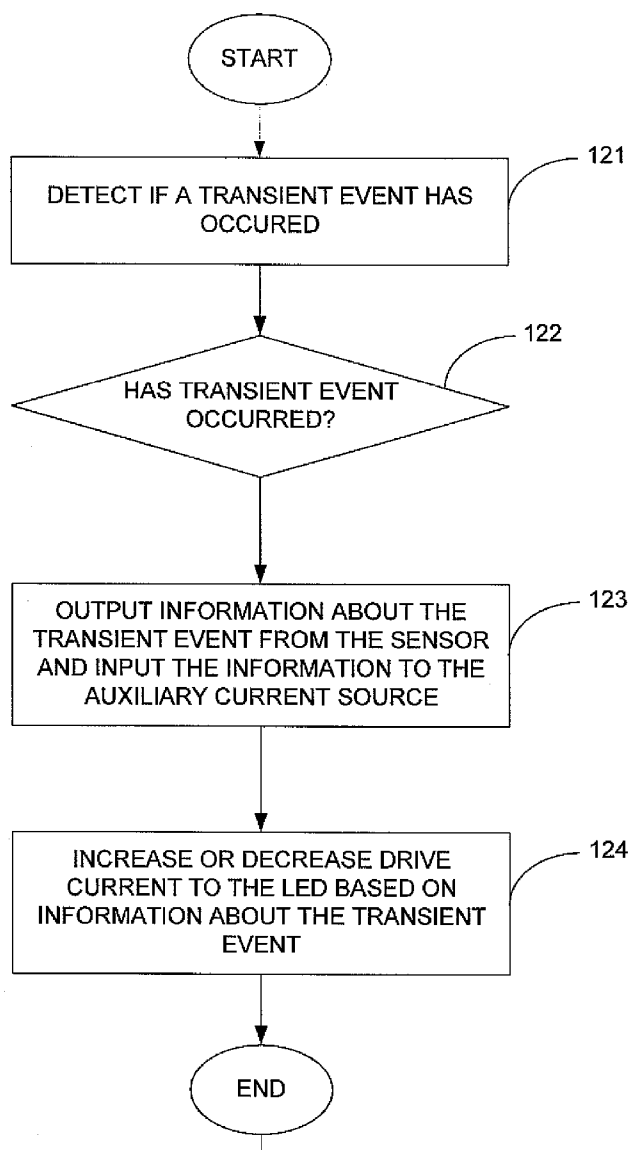 START
121
DETECT IF A TRANSIENT EVENT HAS
OCCURED
122
HAS TRANSIENT EVENT
OCCURRED?
123
OUTPUT INFORMATION ABOUT THE
TRANSIENT EVENT FROM THE SENSOR
AND INPUT THE INFORMATION TO THE
AUXILIARY CURRENT SOURCE
124
INCREASE OR DECREASE DRIVE
CURRENT TO THE LED BASED ON
INFORMATION ABOUT THE TRANSIENT
EVENT
END